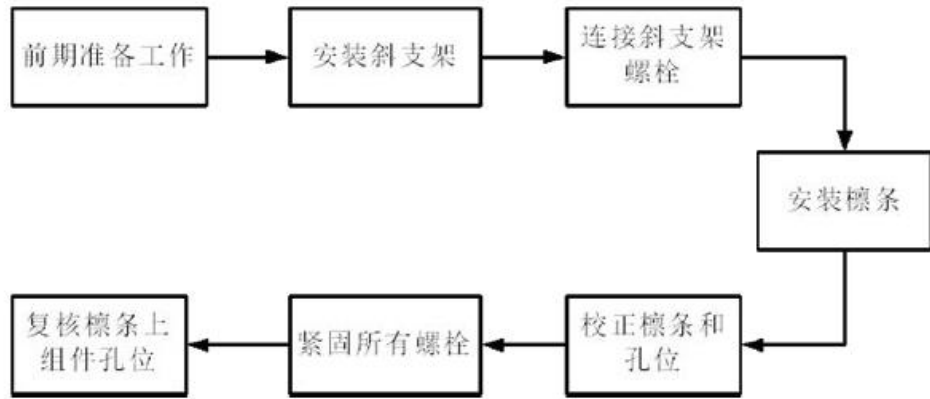 前期准备工作
安装斜支架
连接斜支架
螺栓
安装檩条
校正檩条和
孔位
紧固所有螺栓
复核檩条上
组件孔位